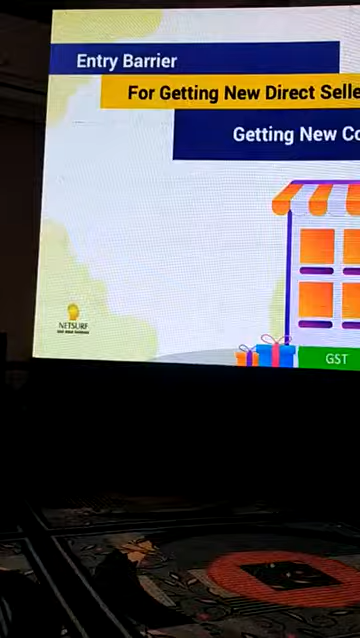 Entry Barrier
For Getting New Direct Selle
Getting New Co
NETSURF
GST